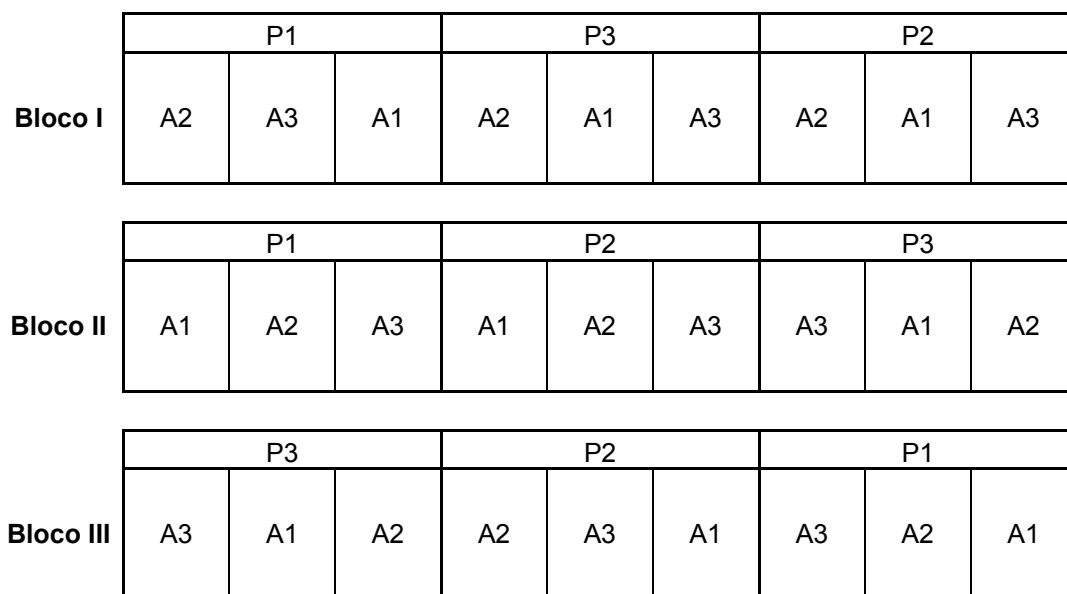 P1 P3 P2
Bloco I A2 A3 A1 A2 A1 A3 A2 A1 A3
P1 P2 P3
Bloco II A1 A2 A3 A1 A2 A3 A3 A1 A2
P3 P2 P1
Bloco III A3 A1 A2 A2 A3 A1 A3 A2 A1